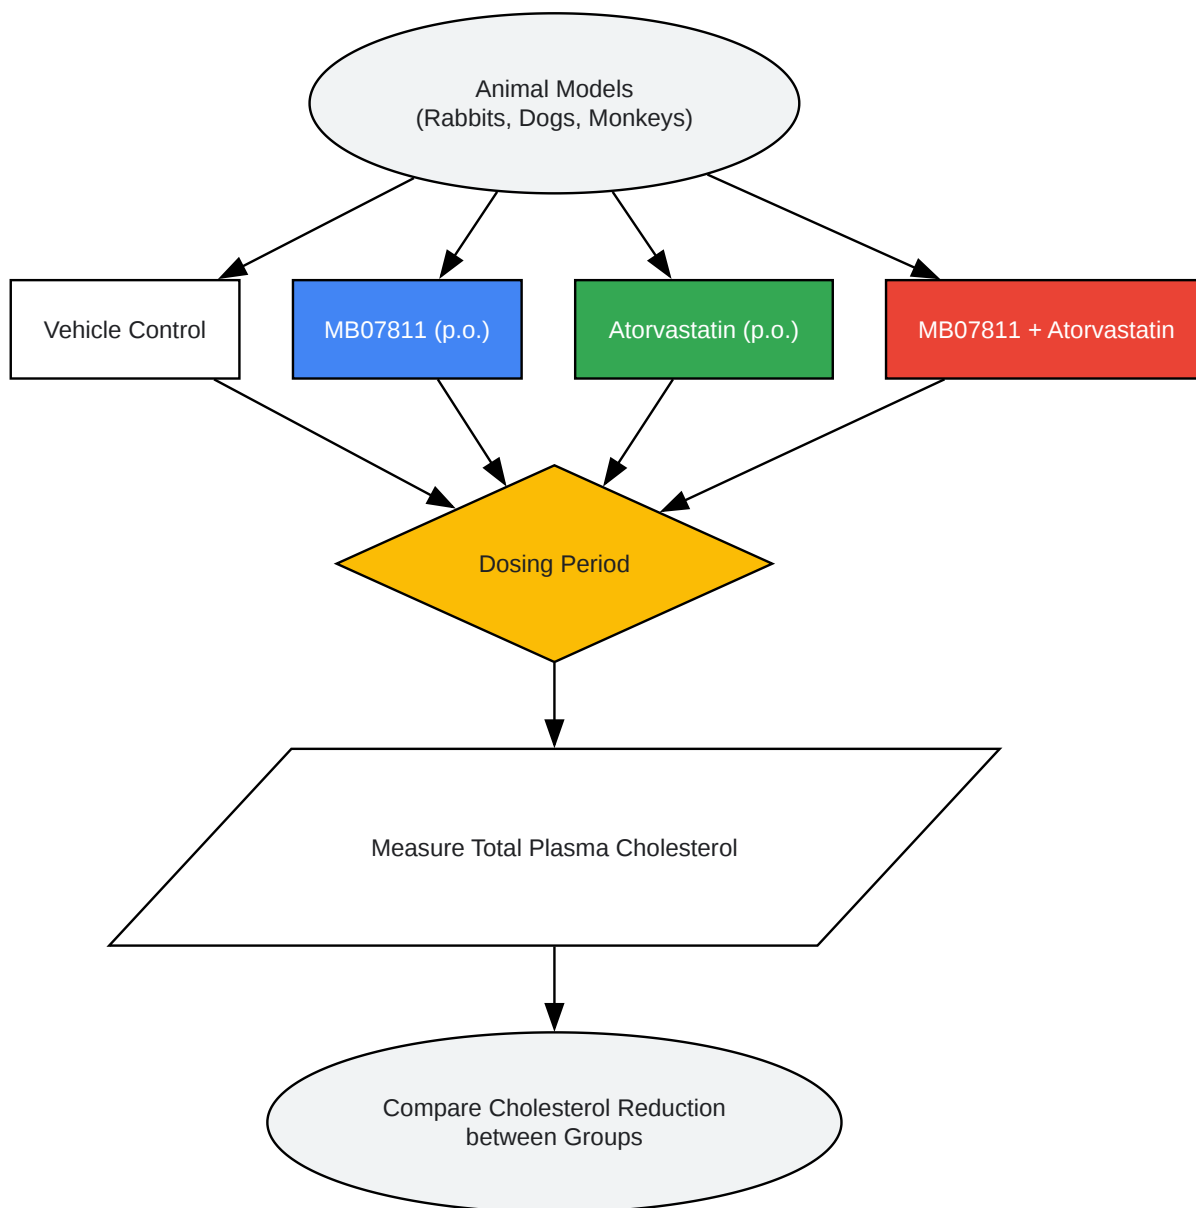 Animal Models
(Rabbits, Dogs, Monkeys)
Vehicle Control
MB07811 (p.o.)
Atorvastatin (p.o.)
MB07811 + Atorvastatin
Dosing Period
Measure Total Plasma Cholesterol
Compare Cholesterol Reduction
between Groups